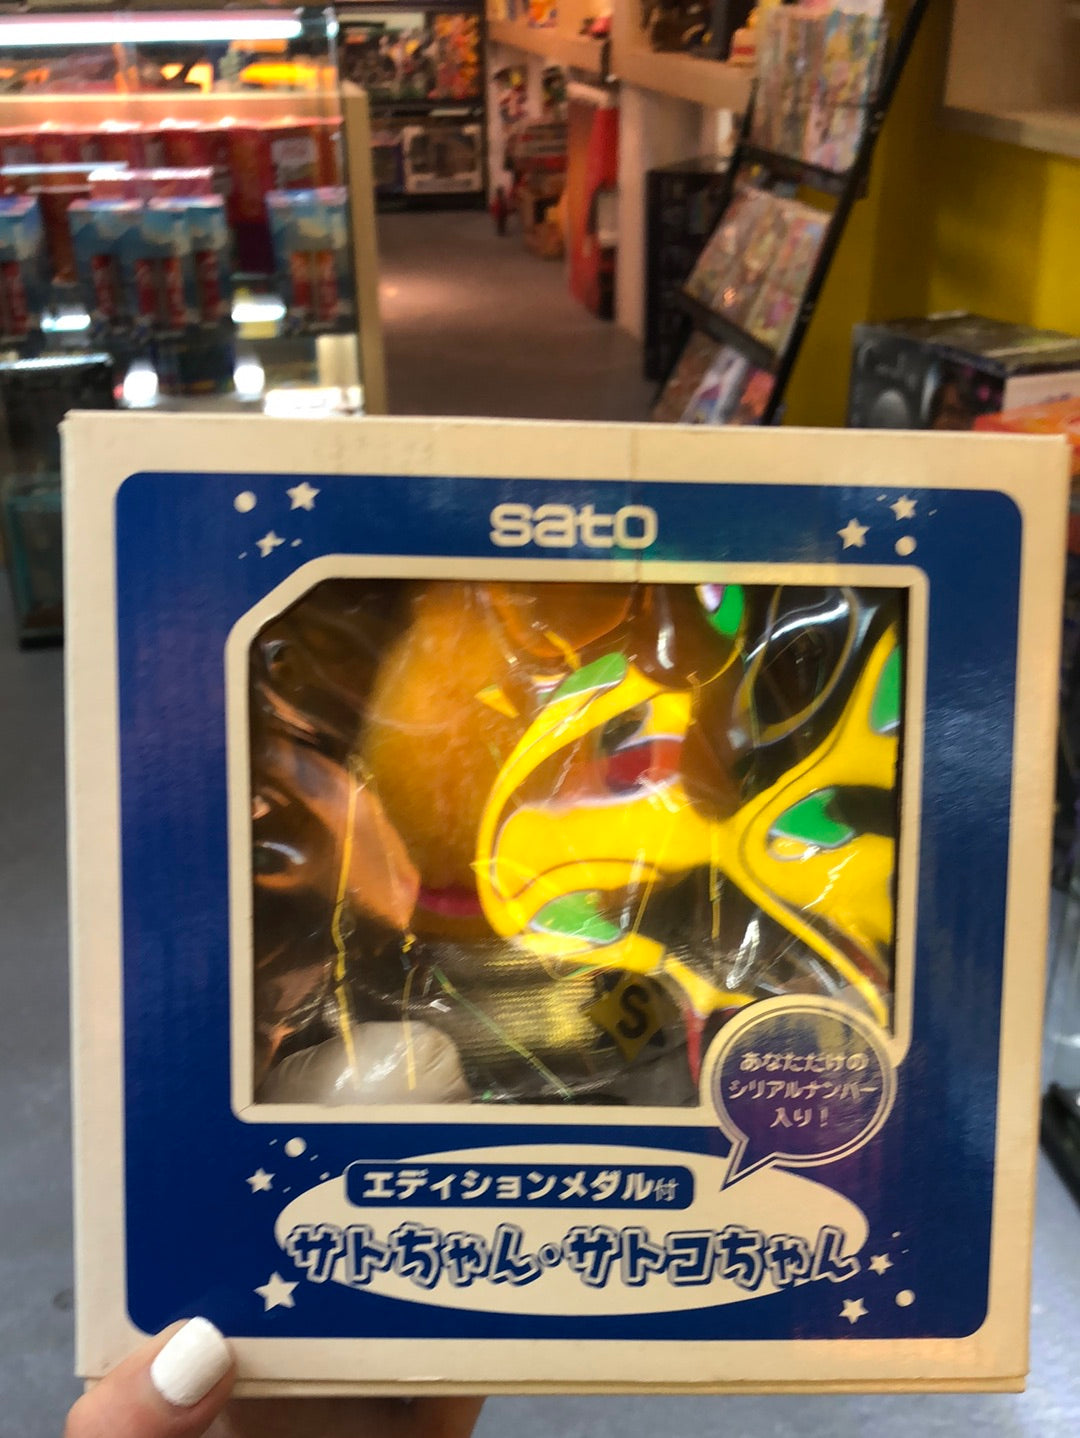 sato
S
あなただけの
シリアルナンバー
入り！
エディションメダル付
サトちゃん・サトコちゃん